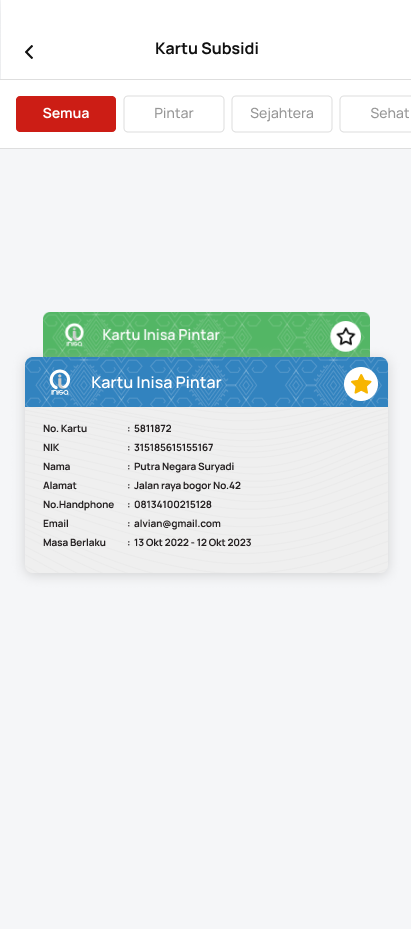 Kartu Subsidi
Semua
Pintar
Sejahtera
Sehat
inisa
Kartu Inisa Pintar
inisa
Kartu Inisa Pintar
No. Kartu : 5811872
NIK : 315185615155167
Nama : Putra Negara Suryadi
Alamat : Jalan raya bogor No.42
No.Handphone : 08134100215128
Email : alvian@gmail.com
Masa Berlaku : 13 Okt 2022 - 12 Okt 2023